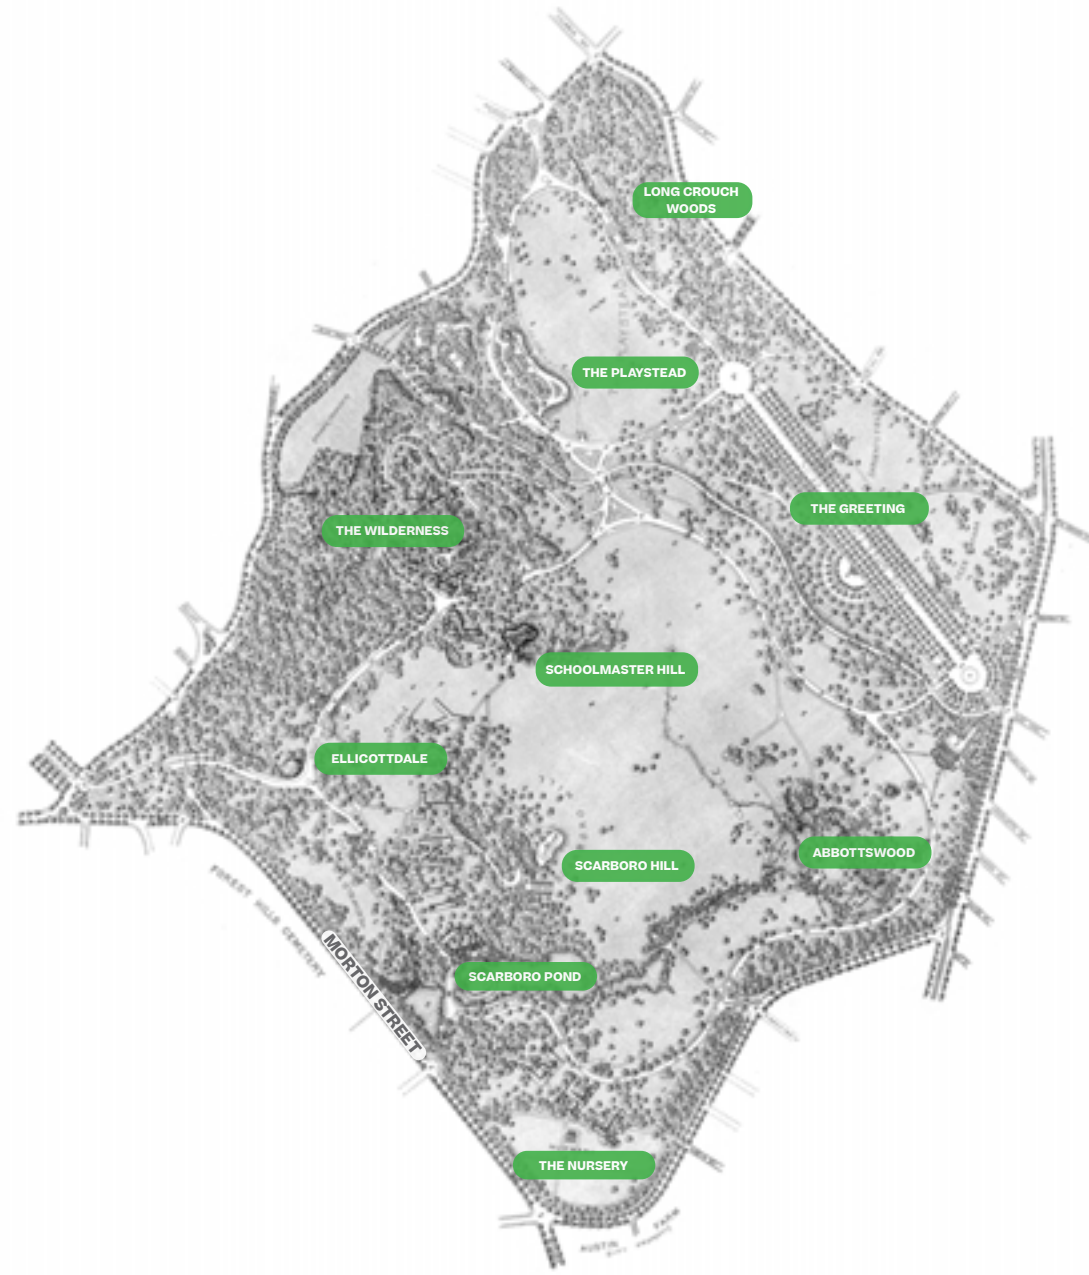 LONG CROUCH
WOODS
THE PLAYSTEAD
THE GREETING
THE WILDERNESS
SCHOOLMASTER HILL
ELLICOTTDALE
ABBOTTSWOOD
SCARBORO HILL
FOREST HILLS CEMETERY
MORTON STREET
SCARBORO POND
THE NURSERY
AUSTIN FARM